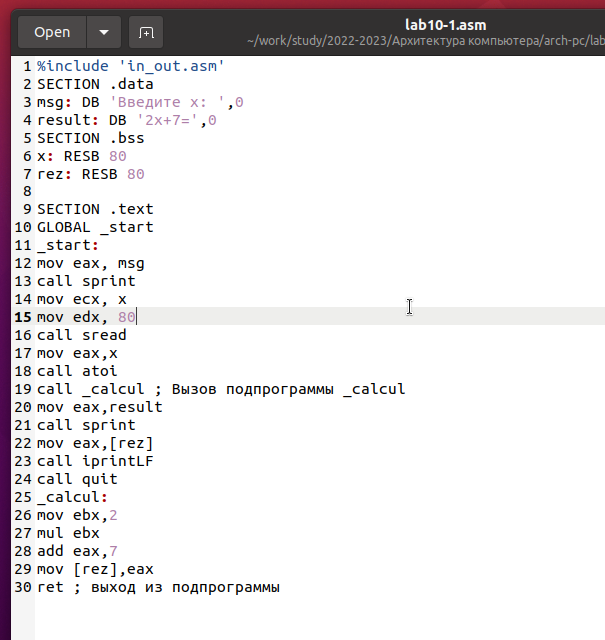 Open
lab10-1.asm
~/work/study/2022-2023/Архитектура компьютера/arch-pc/lab
1 %include 'in_out.asm'
2 SECTION .data
3 msg: DB 'Введите x: ',0
4 result: DB '2x+7=',0
5 SECTION .bss
6 x: RESB 80
7 rez: RESB 80
8
9 SECTION .text
10 GLOBAL _start
11 _start:
12 mov eax, msg
13 call sprint
14 mov ecx, x
15 mov edx, 80
16 call sread
17 mov eax,x
18 call atoi
19 call _calcul ; Вызов подпрограммы _calcul
20 mov eax,result
21 call sprint
22 mov eax,[rez]
23 call iprintLF
24 call quit
25 _calcul:
26 mov ebx,2
27 mul ebx
28 add eax,7
29 mov [rez],eax
30 ret ; выход из подпрограммы